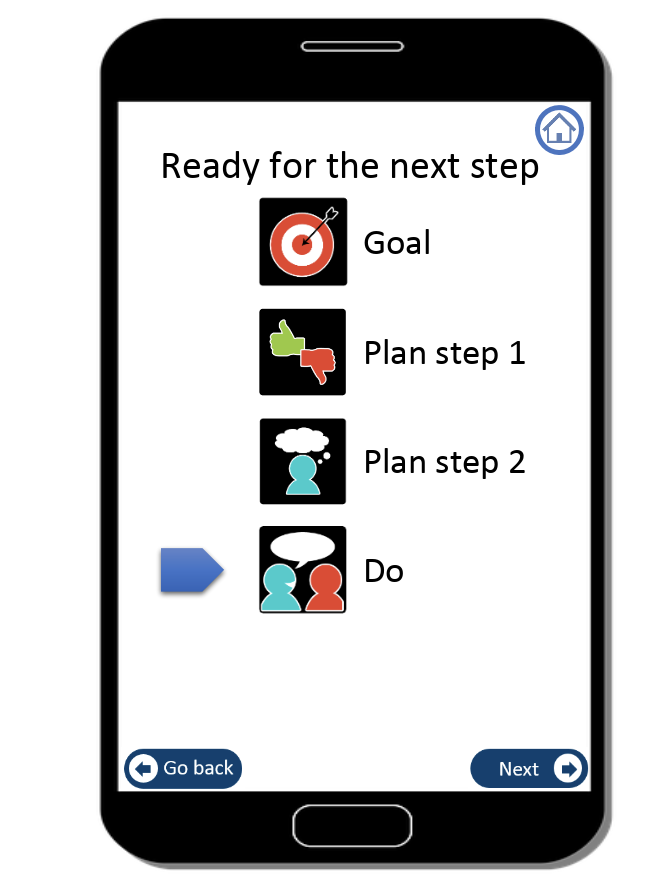 Ready for the next step
Goal
Plan step 1
Plan step 2
Do
Go back
Next